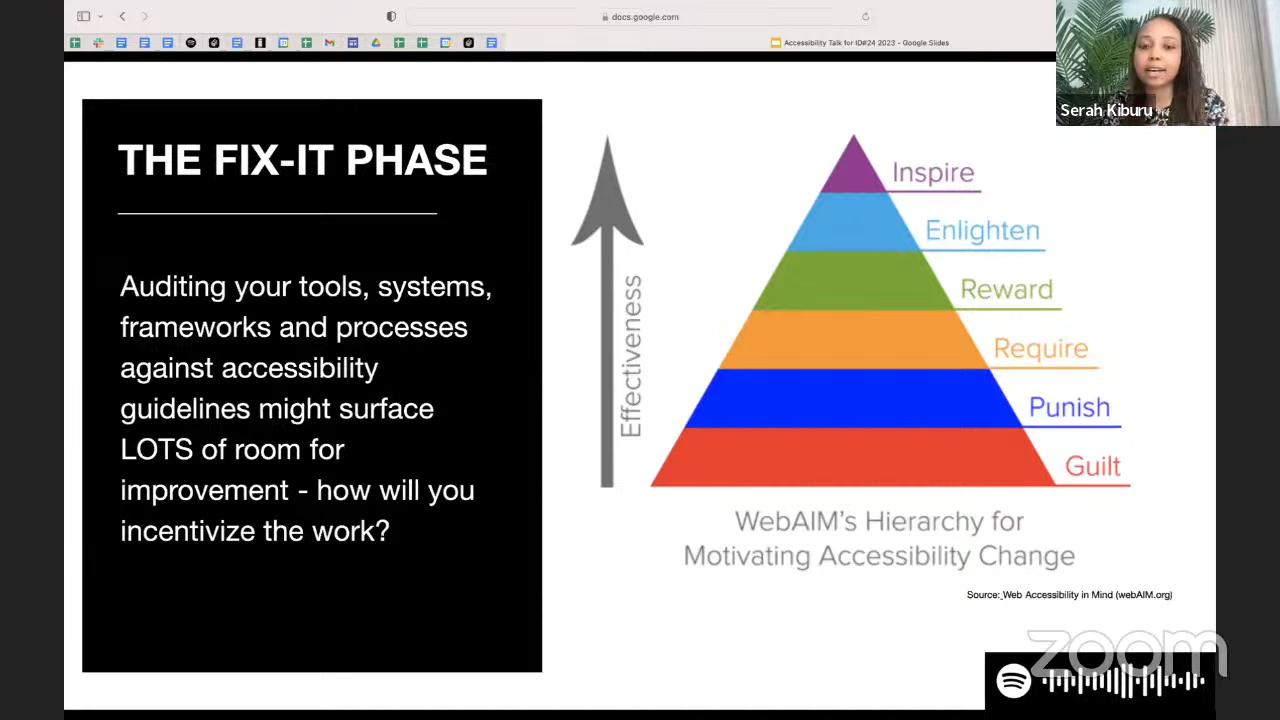 docs.google.com
Accessibility Talk for ID#24 2023 - Google Slides
Serah Kiburu
THE FIX-IT PHASE
Auditing your tools, systems,
frameworks and processes
against accessibility
guidelines might surface
LOTS of room for
improvement - how will you
incentivize the work?
Effectiveness
Inspire
Enlighten
Reward
Require
Punish
Guilt
WebAIM's Hierarchy for
Motivating Accessibility Change
Source: Web Accessibility in Mind (webAIM.org)
zoom